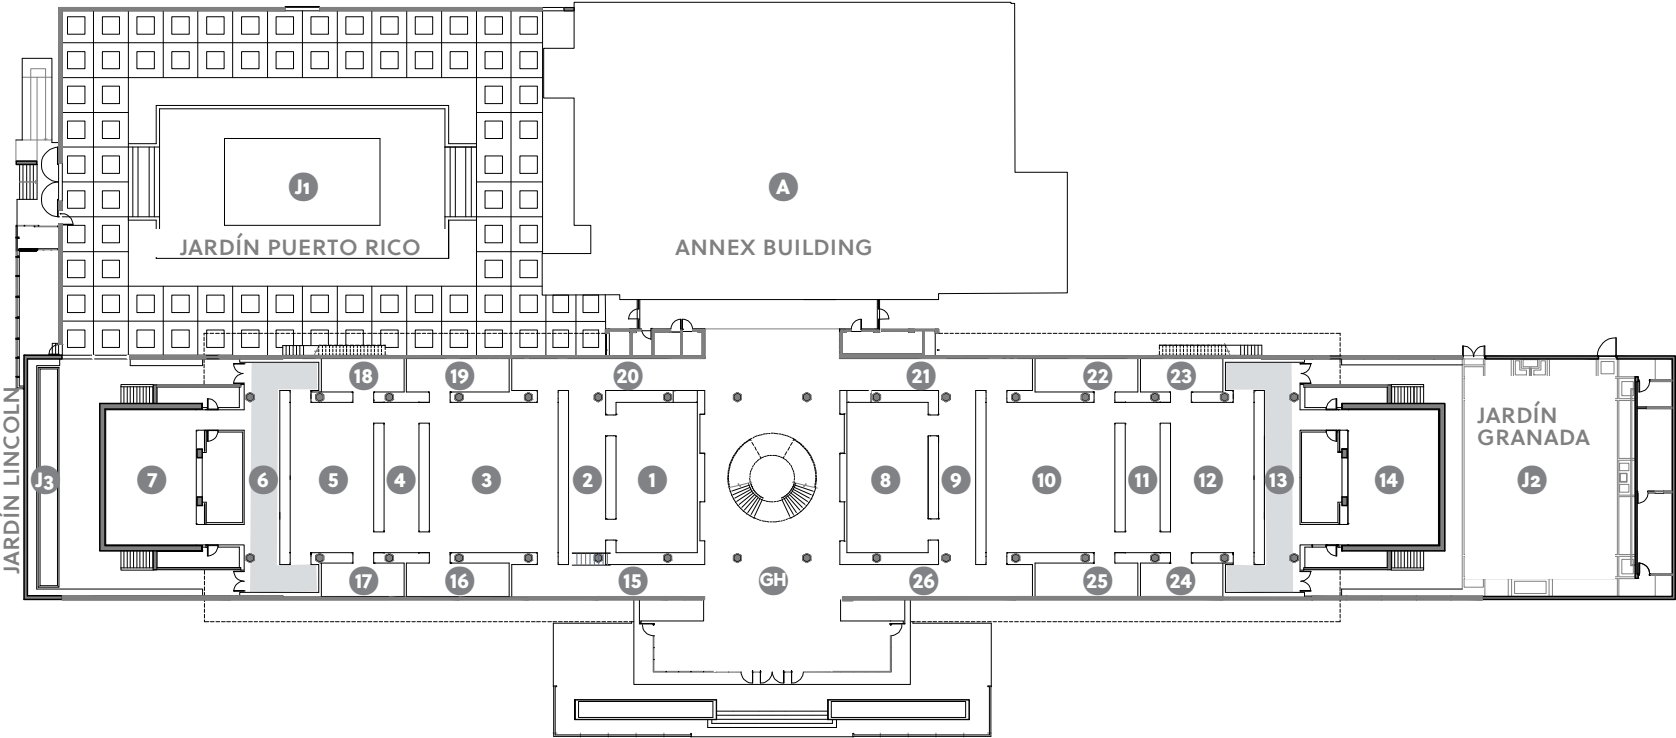 J1
A
JARDÍN PUERTO RICO
ANNEX BUILDING
18
19
20
21
22
23
JARDÍN LINCOLN
J3
7
6
5
4
3
2
1
8
9
10
11
12
13
14
JARDÍN
GRANADA
J2
17
16
15
GH
26
25
24